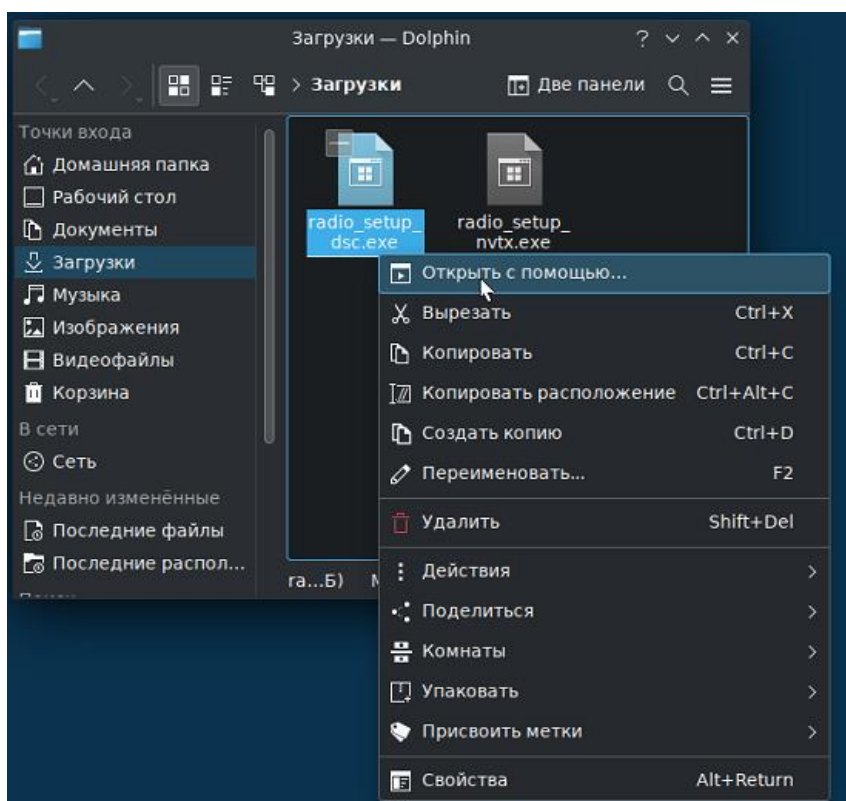 Загрузки — Dolphin
Загрузки
Две панели
Точки входа
Домашняя папка
Рабочий стол
Документы
Загрузки
Музыка
Изображения
Видеофайлы
Корзина
В сети
Сеть
Недавно изменённые
Последние файлы
Последние распол...
radio_setup_
dsc.exe
radio_setup_
nvtx.exe
ra...Б)
Открыть с помощью...
Вырезать Ctrl+X
Копировать Ctrl+C
Копировать расположение Ctrl+Alt+C
Создать копию Ctrl+D
Переименовать... F2
Удалить Shift+Del
Действия
Поделиться
Комнаты
Упаковать
Присвоить метки
Свойства Alt+Return